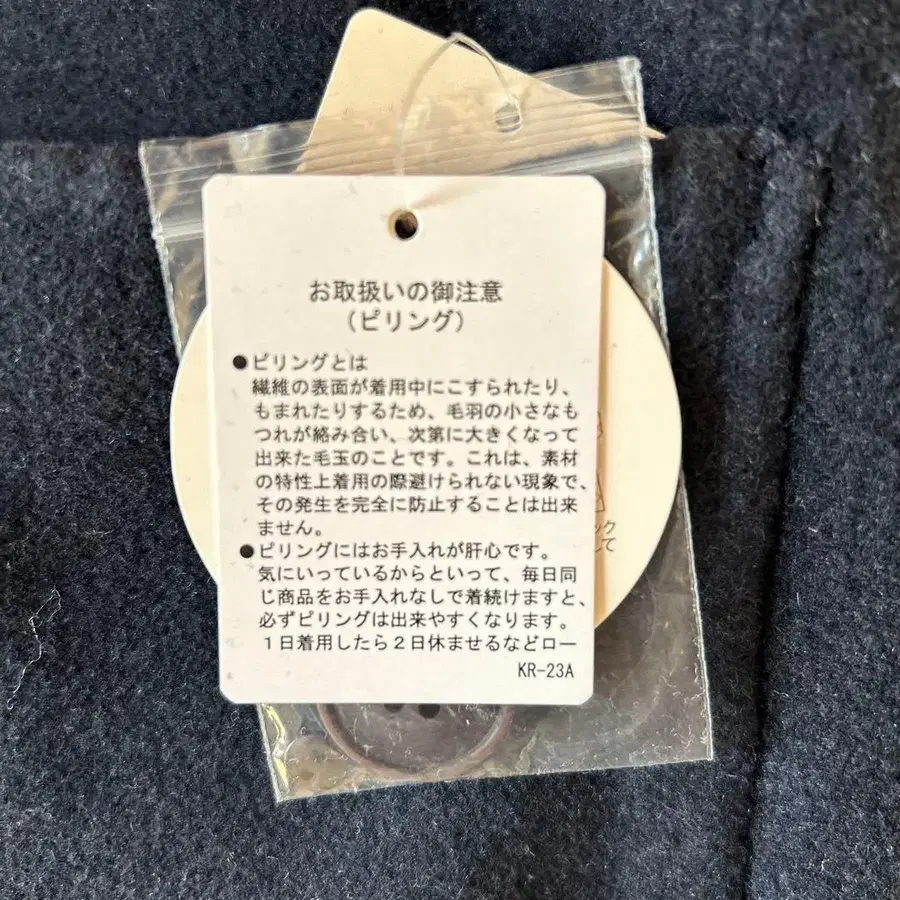 お取扱いの御注意
（ピリング）
●ピリングとは
繊維の表面が着用中にこすられたり、
もまれたりするため、毛羽の小さなも
つれが絡み合い、次第に大きくなって
出来た毛玉のことです。これは、素材
の特性上着用の際避けられない現象で、
その発生を完全に防止することは出来
ません。
●ピリングにはお手入れが肝心です。
気にいっているからといって、毎日同
じ商品をお手入れなしで着続けますと、
必ずピリングは出来やすくなります。
１日着用したら２日休ませるなどロー
KR-23A
ック
して